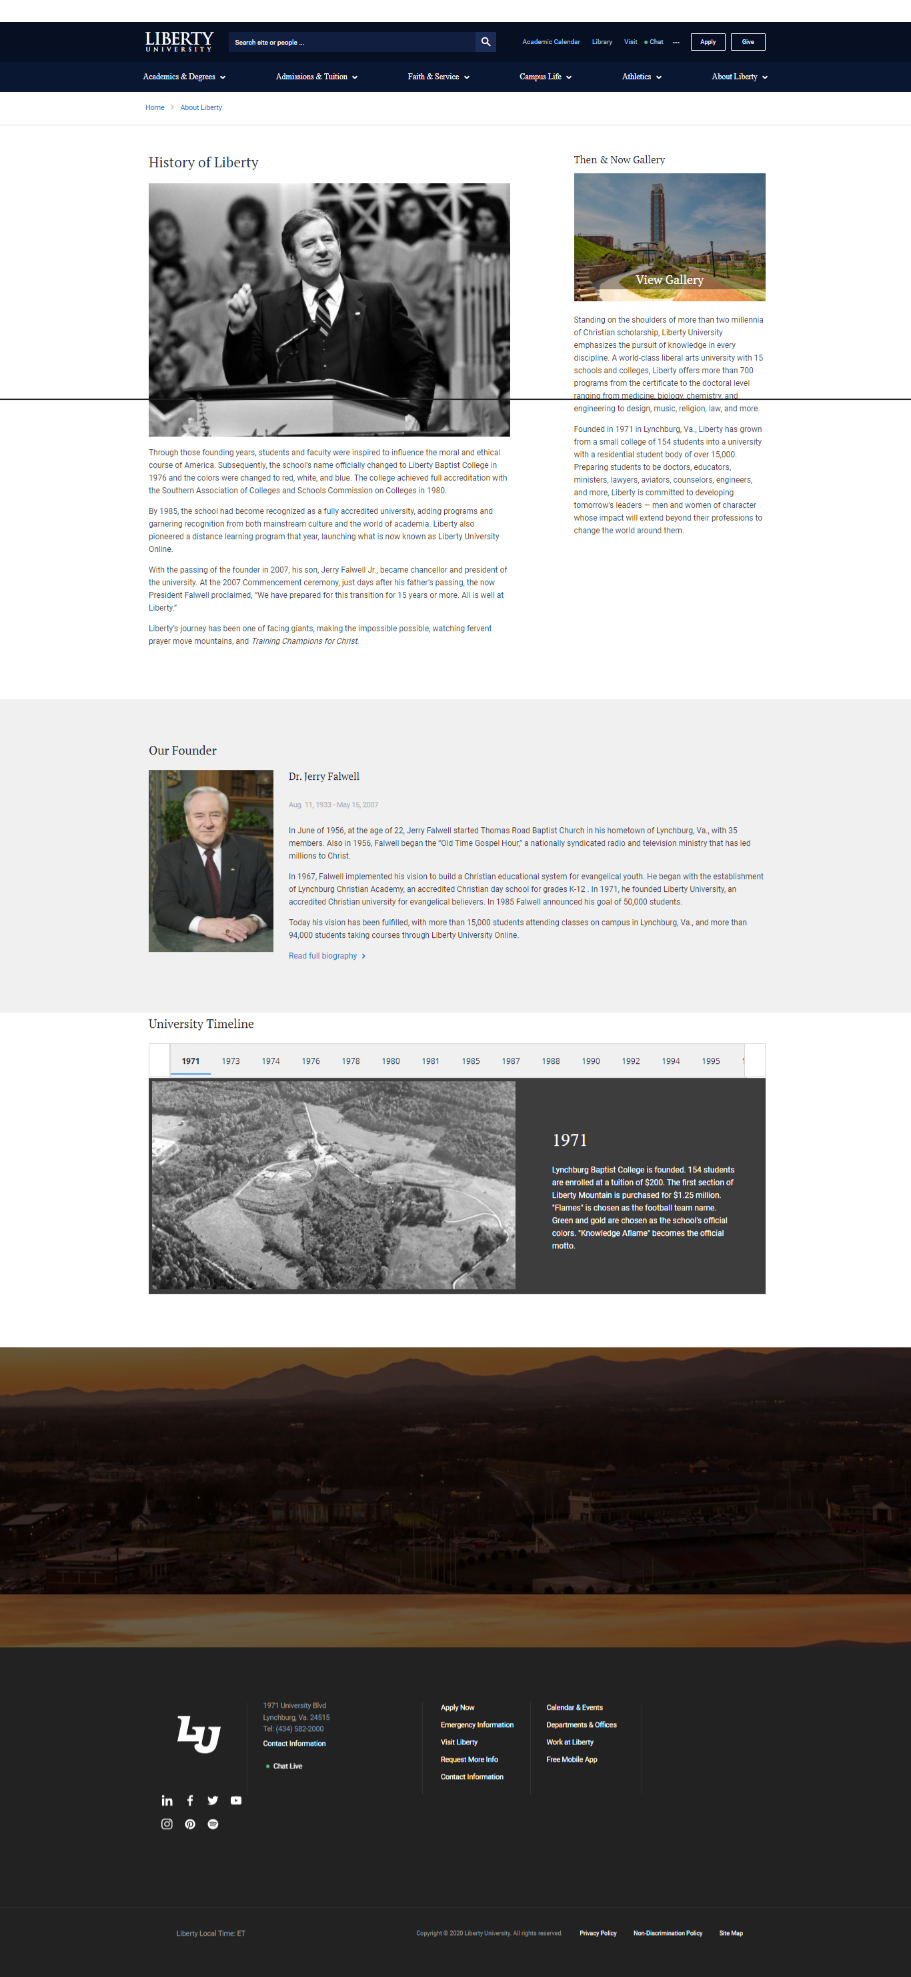 LIBERTY
UNIVERSITY
Search site or people ...
Academic Calendar
Library
Visit
Chat
Apply
Give
Academics & Degrees
Admissions & Tuition
Faith & Service
Campus Life
Athletics
About Liberty
Home > About Liberty
History of Liberty
Through those founding years, students and faculty were inspired to influence the moral and ethical
course of America. Subsequently, the school's name officially changed to Liberty Baptist College in
1976 and the colors were changed to red, white, and blue. The college achieved full accreditation with
the Southern Association of Colleges and Schools Commission on Colleges in 1980.
By 1985, the school had become recognized as a fully accredited university, adding programs and
garnering recognition from both mainstream culture and the world of academia. Liberty also
pioneered a distance learning program that year, launching what is now known as Liberty University
Online.
With the passing of the founder in 2007, his son, Jerry Falwell Jr., became chancellor and president of
the university. At the 2007 Commencement ceremony, just days after his father's passing, the now
President Falwell proclaimed, "We have prepared for this transition for 15 years or more. All is well at
Liberty."
Liberty's journey has been one of facing giants, making the impossible possible, watching fervent
prayer move mountains, and Training Champions for Christ.
Then & Now Gallery
View Gallery
Standing on the shoulders of more than two millennia
of Christian scholarship, Liberty University
emphasizes the pursuit of knowledge in every
discipline. A world-class liberal arts university with 15
schools and colleges, Liberty offers more than 700
programs from the certificate to the doctoral level
ranging from medicine, biology, chemistry, and
engineering to design, music, religion, law, and more.
Founded in 1971 in Lynchburg, Va., Liberty has grown
from a small college of 154 students into a university
with a residential student body of over 15,000.
Preparing students to be doctors, educators,
ministers, lawyers, aviators, counselors, engineers,
and more, Liberty is committed to developing
tomorrow's leaders — men and women of character
whose impact will extend beyond their professions to
change the world around them.
Our Founder
Dr. Jerry Falwell
Aug. 11, 1933 - May 15, 2007
In June of 1956, at the age of 22, Jerry Falwell started Thomas Road Baptist Church in his hometown of Lynchburg, Va., with 35
members. Also in 1956, Falwell began the "Old Time Gospel Hour," a nationally syndicated radio and television ministry that has led
millions to Christ.
In 1967, Falwell implemented his vision to build a Christian educational system for evangelical youth. He began with the establishment
of Lynchburg Christian Academy, an accredited Christian day school for grades K-12 . In 1971, he founded Liberty University, an
accredited Christian university for evangelical believers. In 1985 Falwell announced his goal of 50,000 students.
Today his vision has been fulfilled, with more than 15,000 students attending classes on campus in Lynchburg, Va., and more than
94,000 students taking courses through Liberty University Online.
Read full biography >
University Timeline
1971 1973 1974 1976 1978 1980 1981 1985 1987 1988 1990 1992 1994 1995
1971
Lynchburg Baptist College is founded. 154 students
are enrolled at a tuition of $200. The first section of
Liberty Mountain is purchased for $1.25 million.
"Flames" is chosen as the football team name.
Green and gold are chosen as the school's official
colors. "Knowledge Aflame" becomes the official
motto.
LU
1971 University Blvd
Lynchburg, Va. 24515
Tel: (434) 582-2000
Contact Information
Chat Live
Apply Now
Emergency Information
Visit Liberty
Request More Info
Contact Information
Calendar & Events
Departments & Offices
Work at Liberty
Free Mobile App
Liberty Local Time: ET
Copyright © 2020 Liberty University. All rights reserved.
Privacy Policy
Non-Discrimination Policy
Site Map